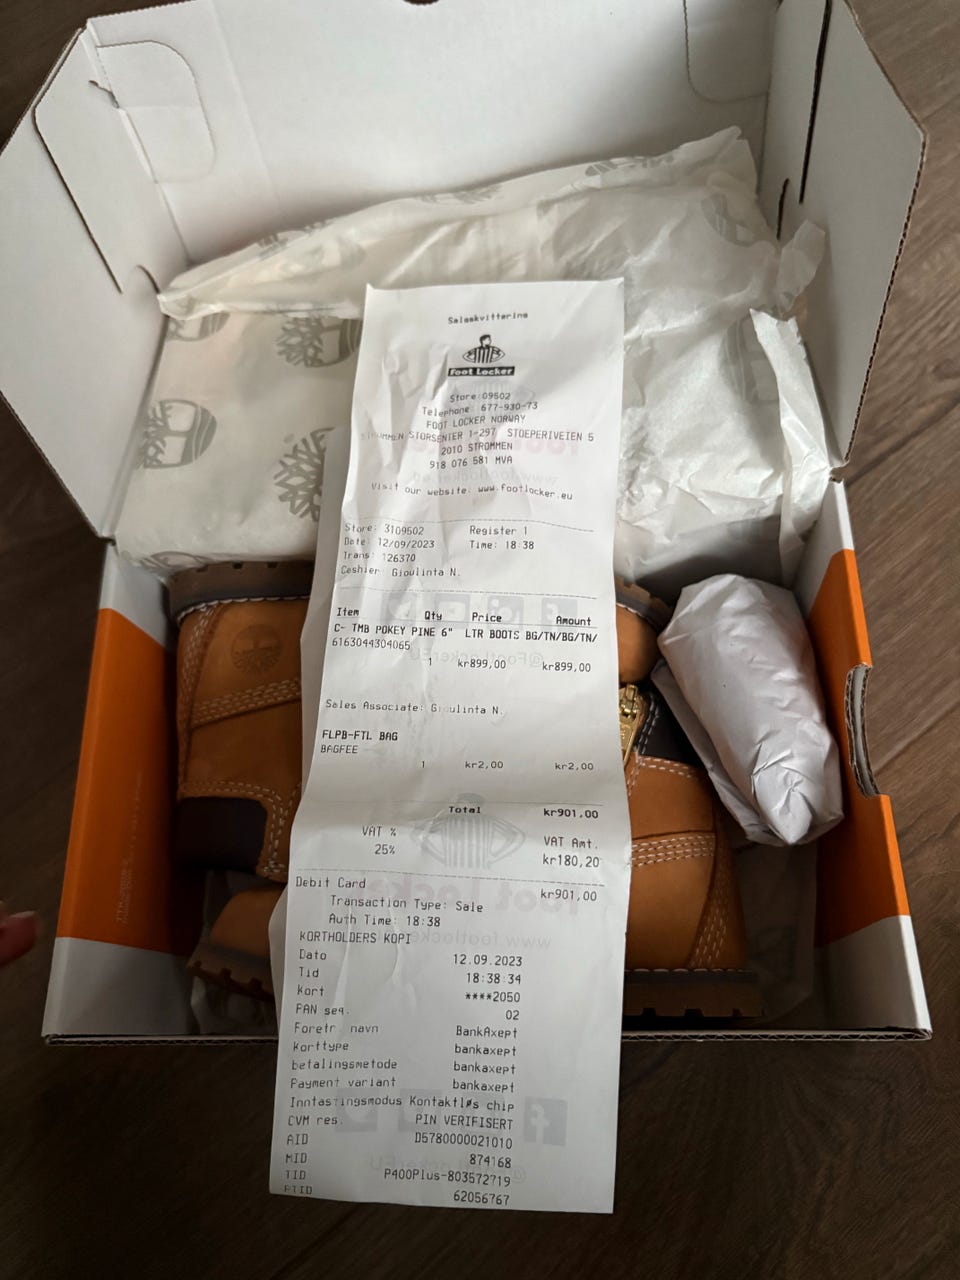 Salgskvittering
Foot Locker
Store:09502
Telephone 677-930-73
FOOT LOCKER NORWAY
STORSENTER 1-297 STOEPERIVEIEN 5
2010 STROMMEN
918 076 581 MVA
Visit our website: www.footlocker.eu
Store: 3109502 Register 1
Date: 12/09/2023 Time: 18:38
Trans: 126370
Cashier: Gioulinta N.
Item Qty Price Amount
C- TMB POKEY PINE 6" LTR BOOTS BG/TN/BG/TN/
6163044304065
1 kr899,00 kr899,00
Sales Associate: Gioulinta N.
FLPB-FTL BAG
BAGFEE
1 kr2,00 kr2,00
Total kr901,00
VAT % VAT Amt.
25% kr180,20
Debit Card kr901,00
Transaction Type: Sale
Auth Time: 18:38
KORTHOLDERS KOPI
Dato 12.09.2023
Tid 18:38:34
Kort ****2050
PAN seq. 02
Foretr. navn BankAxept
Korttype bankaxept
betalingsmetode bankaxept
Payment variant bankaxept
Inntastingsmodus Kontaktløs chip
CVM res. PIN VERIFISERT
AID D5780000021010
MID 874168
TID P400Plus-803572719
PTID 62056767